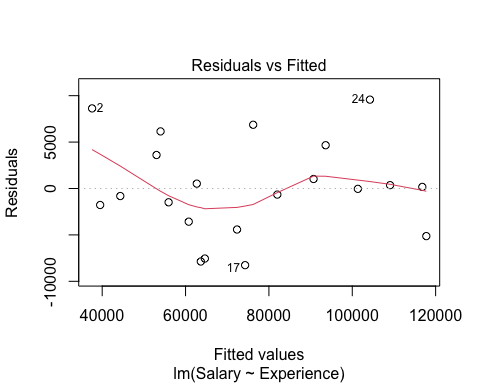 Residuals vs Fitted
Residuals
5000
0
-10000
2
24
17
40000 60000 80000 100000 120000
Fitted values
lm(Salary ~ Experience)